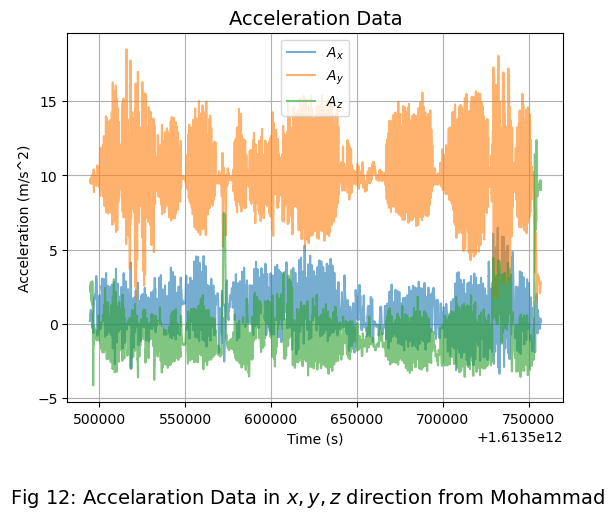 Acceleration Data
A_x
A_y
A_z
Acceleration (m/s^2)
15
10
5
0
−5
500000 550000 600000 650000 700000 750000
Time (s)
+1.6135e12
Fig 12: Accelaration Data in x, y, z direction from Mohammad